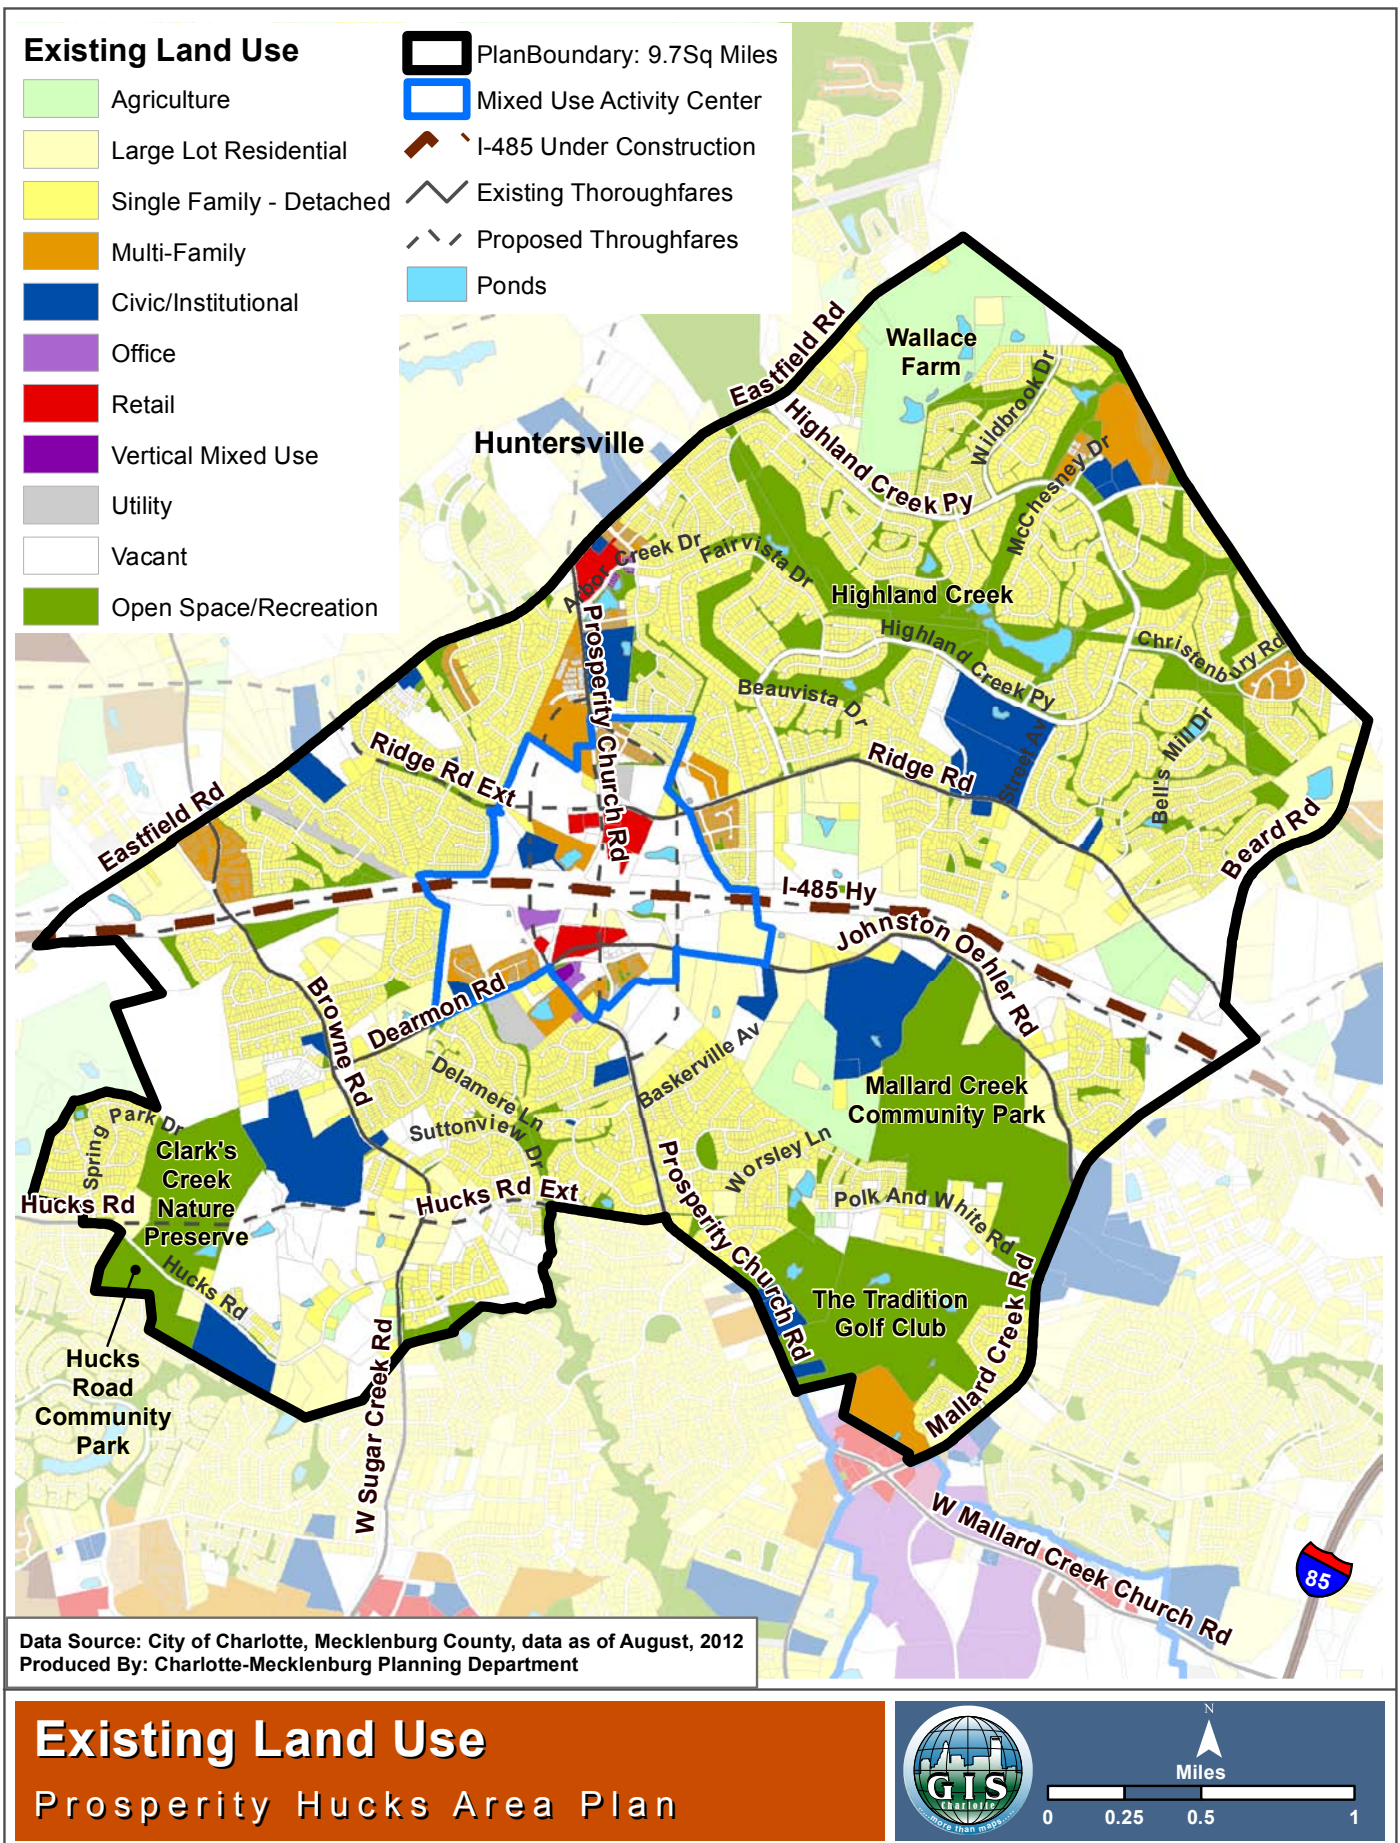 Existing Land Use
Agriculture
Large Lot Residential
Single Family - Detached
Multi-Family
Civic/Institutional
Office
Retail
Vertical Mixed Use
Utility
Vacant
Open Space/Recreation
PlanBoundary: 9.7Sq Miles
Mixed Use Activity Center
I-485 Under Construction
Existing Thoroughfares
Proposed Throughfares
Ponds
Eastfield Rd
Wallace
Farm
Wildbrook Dr
Huntersville
Highland Creek Py
McChesney Dr
Arbor Creek Dr
Fairvista Dr
Highland Creek
Prosperity Church Rd
Highland Creek Py
Christenbury Rd
Beauvista Dr
Bell's Mill Dr
Ridge Rd Ext
Ridge Rd
Street Av
Eastfield Rd
Beard Rd
I-485 Hy
Johnston Oehler Rd
Browne Rd
Dearmon Rd
Baskerville Av
Delamere Ln
Suttonview Dr
Mallard Creek
Community Park
Spring Park Dr
Clark's
Creek
Nature
Preserve
Worsley Ln
Hucks Rd
Hucks Rd Ext
Polk And White Rd
Prosperity Church Rd
Hucks Rd
The Tradition
Golf Club
Mallard Creek Rd
W Sugar Creek Rd
Hucks
Road
Community
Park
W Mallard Creek Church Rd
85
Data Source: City of Charlotte, Mecklenburg County, data as of August, 2012
Produced By: Charlotte-Mecklenburg Planning Department
Existing Land Use
Prosperity Hucks Area Plan
GIS
Charlotte
.....more than maps.....
N
Miles
0 0.25 0.5 1